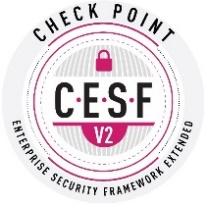 CHECK POINT
C·E·S·F
V2
ENTERPRISE SECURITY FRAMEWORK EXTENDED